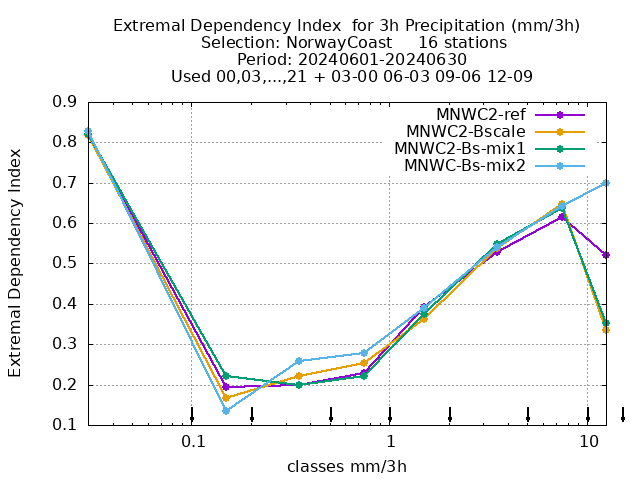 Extremal Dependency Index  for 3h Precipitation (mm/3h)
Selection: NorwayCoast     16 stations
Period: 20240601-20240630
Used 00,03,...,21 + 03-00 06-03 09-06 12-09
MNWC2-ref
MNWC2-Bscale
MNWC2-Bs-mix1
MNWC-Bs-mix2
Extremal Dependency Index
0.9
0.8
0.7
0.6
0.5
0.4
0.3
0.2
0.1
0.1 1 10
classes mm/3h